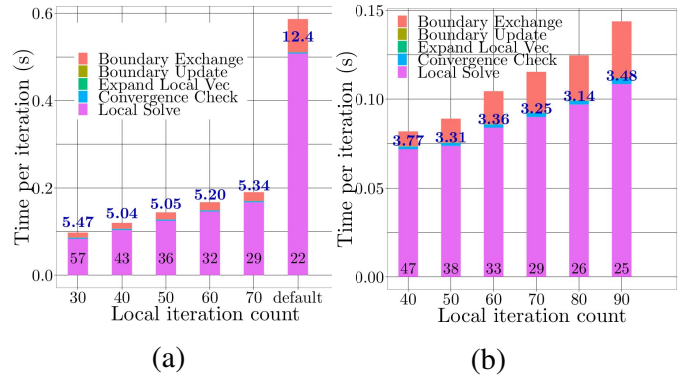 0.6
0.4
0.2
0.0
Time per iteration (s)
Boundary Exchange
Boundary Update
Expand Local Vec
Convergence Check
Local Solve
5.47
5.04
5.05
5.20
5.34
12.4
57
43
36
32
29
22
30
40
50
60
70
default
Local iteration count
(a)
0.15
0.10
0.05
0.00
Time per iteration (s)
Boundary Exchange
Boundary Update
Expand Local Vec
Convergence Check
Local Solve
3.77
3.31
3.36
3.25
3.14
3.48
47
38
33
29
26
25
40
50
60
70
80
90
Local iteration count
(b)